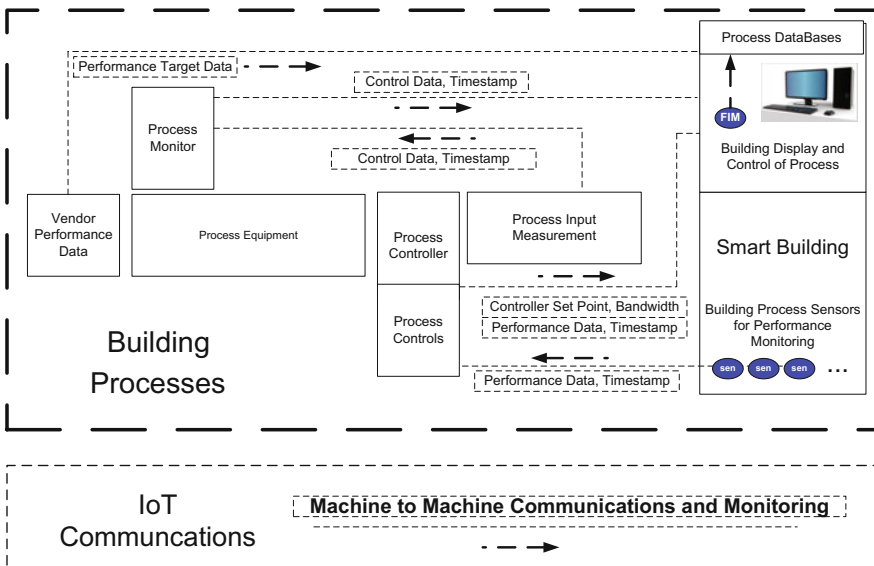 Process DataBases
Performance Target Data
Control Data, Timestamp
FIM
Process
Monitor
Control Data, Timestamp
Building Display and
Control of Process
Vendor
Performance
Data
Process Equipment
Process
Controller
Process Input
Measurement
Smart Building
Controller Set Point, Bandwidth
Performance Data, Timestamp
Process
Controls
Building Process Sensors
for Performance
Monitoring
Building
Processes
Performance Data, Timestamp
sen sen sen ...
IoT
Communcations
Machine to Machine Communications and Monitoring